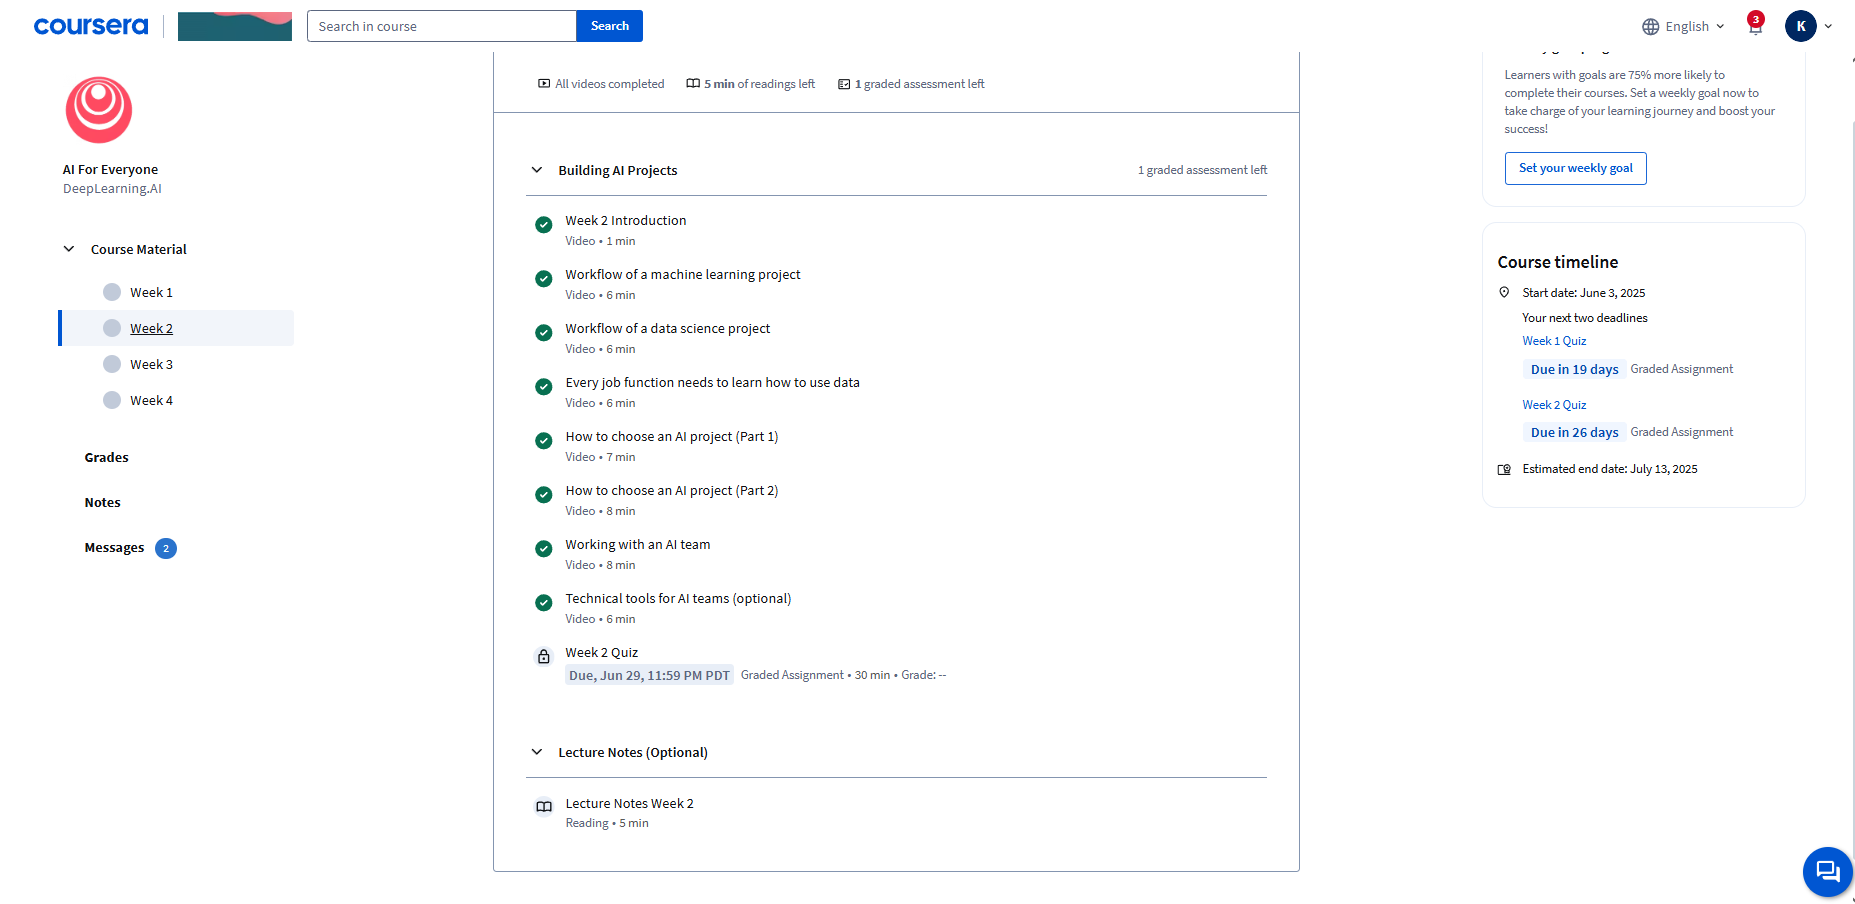 coursera
Search in course
Search
English
3
K
AI For Everyone
DeepLearning.AI
Course Material
Week 1
Week 2
Week 3
Week 4
Grades
Notes
Messages 2
All videos completed
5 min of readings left
1 graded assessment left
Building AI Projects
1 graded assessment left
Week 2 Introduction
Video • 1 min
Workflow of a machine learning project
Video • 6 min
Workflow of a data science project
Video • 6 min
Every job function needs to learn how to use data
Video • 6 min
How to choose an AI project (Part 1)
Video • 7 min
How to choose an AI project (Part 2)
Video • 8 min
Working with an AI team
Video • 8 min
Technical tools for AI teams (optional)
Video • 6 min
Week 2 Quiz
Due, Jun 29, 11:59 PM PDT Graded Assignment • 30 min • Grade: --
Lecture Notes (Optional)
Lecture Notes Week 2
Reading • 5 min
Learners with goals are 75% more likely to
complete their courses. Set a weekly goal now to
take charge of your learning journey and boost your
success!
Set your weekly goal
Course timeline
Start date: June 3, 2025
Your next two deadlines
Week 1 Quiz
Due in 19 days Graded Assignment
Week 2 Quiz
Due in 26 days Graded Assignment
Estimated end date: July 13, 2025